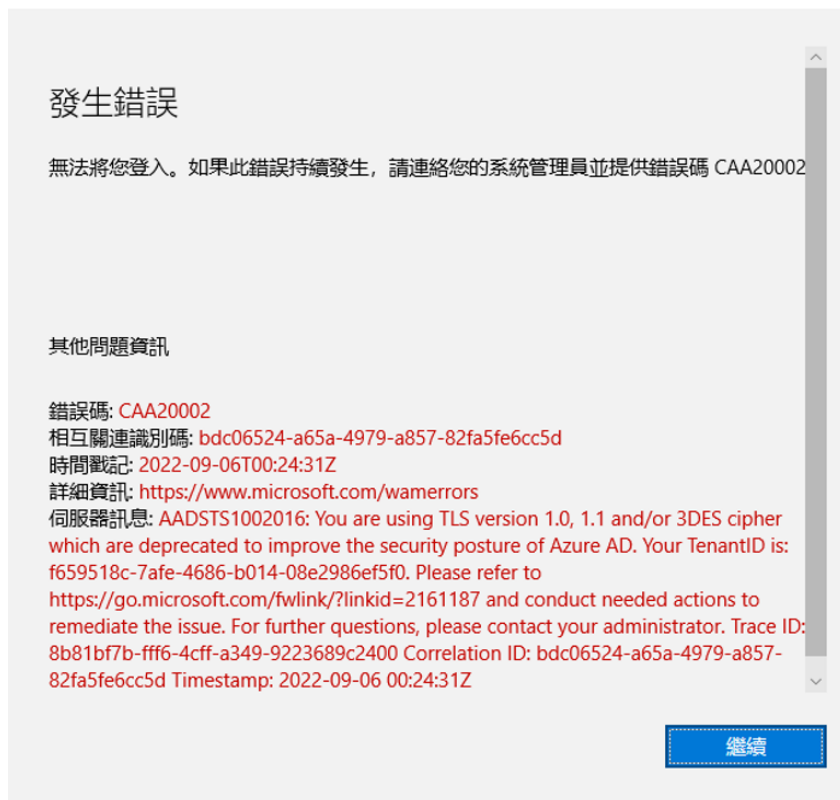 發生錯誤
無法將您登入。如果此錯誤持續發生，請連絡您的系統管理員並提供錯誤碼 CAA20002
其他問題資訊
錯誤碼: CAA20002
相互關連識別碼: bdc06524-a65a-4979-a857-82fa5fe6cc5d
時間戳記: 2022-09-06T00:24:31Z
詳細資訊: https://www.microsoft.com/wamerrors
伺服器訊息: AADSTS1002016: You are using TLS version 1.0, 1.1 and/or 3DES cipher
which are deprecated to improve the security posture of Azure AD. Your TenantID is:
f659518c-7afe-4686-b014-08e2986ef5f0. Please refer to
https://go.microsoft.com/fwlink/?linkid=2161187 and conduct needed actions to
remediate the issue. For further questions, please contact your administrator. Trace ID:
8b81bf7b-fff6-4cff-a349-9223689c2400 Correlation ID: bdc06524-a65a-4979-a857-
82fa5fe6cc5d Timestamp: 2022-09-06 00:24:31Z
繼續